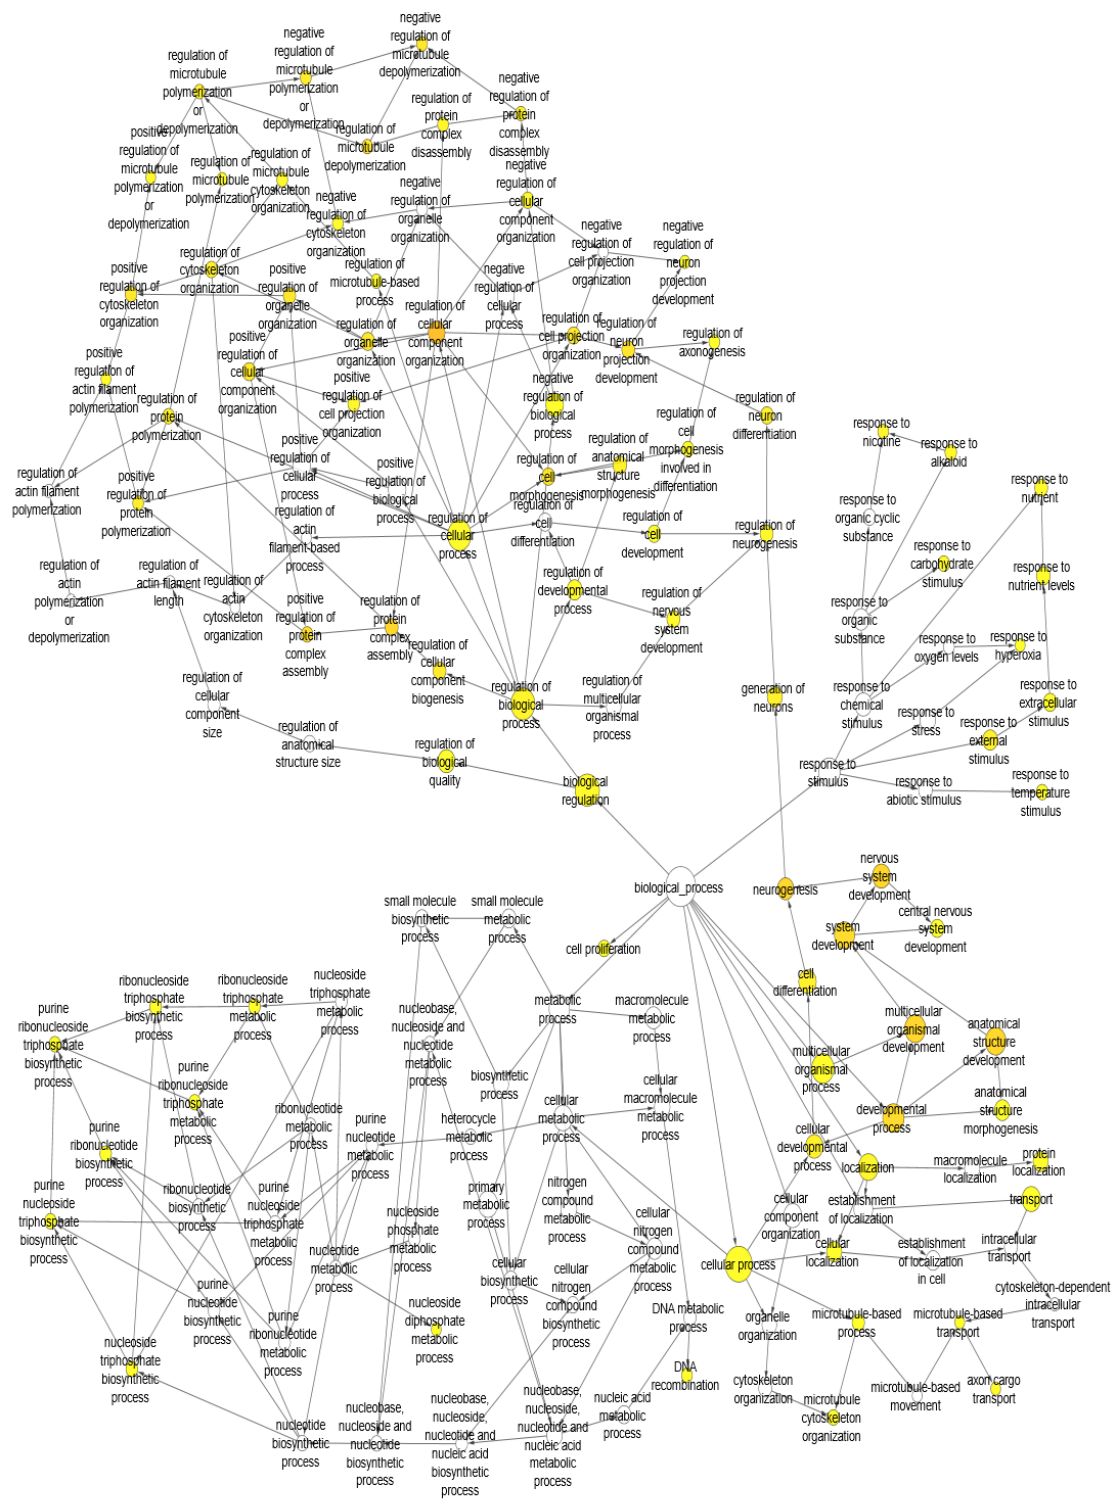 negative
regulation of
microtubule
depolymerization
negative
regulation of
microtubule
polymerization
or
depolymerization
regulation of
microtubule
polymerization
or
depolymerization
negative
regulation of
protein
complex
disassembly
regulation of
protein
complex
disassembly
regulation of
microtubule
depolymerization
positive
regulation of
microtubule
polymerization
or
depolymerization
regulation of
microtubule
polymerization
regulation of
microtubule
cytoskeleton
organization
negative
regulation of
cellular
component
organization
negative
regulation of
organelle
organization
negative
regulation of
cytoskeleton
organization
negative
regulation of
cell projection
organization
negative
regulation of
neuron
projection
development
regulation of
cytoskeleton
organization
positive
regulation of
cytoskeleton
organization
positive
regulation of
organelle
organization
regulation of
microtubule-based
process
negative
regulation of
cellular
process
regulation of
organelle
organization
regulation of
cellular
component
organization
regulation of
cell projection
organization
regulation of
neuron
projection
development
regulation of
axonogenesis
positive
regulation of
cellular
component
organization
positive
regulation of
actin filament
polymerization
positive
regulation of
cell projection
organization
negative
regulation of
biological
process
regulation of
protein
polymerization
regulation of
neuron
differentiation
regulation of
cell
morphogenesis
involved in
differentiation
regulation of
anatomical
structure
morphogenesis
regulation of
cell
morphogenesis
positive
regulation of
cellular
process
positive
regulation of
biological
process
regulation of
actin filament
polymerization
positive
regulation of
protein
polymerization
regulation of
actin
filament-based
process
regulation of
cellular
process
regulation of
cell
differentiation
regulation of
cell
development
regulation of
neurogenesis
response to
nicotine
response to
alkaloid
response to
nutrient
response to
organic cyclic
substance
response to
carbohydrate
stimulus
response to
nutrient levels
regulation of
actin
polymerization
or
depolymerization
regulation of
actin filament
length
regulation of
actin
cytoskeleton
organization
positive
regulation of
protein
complex
assembly
regulation of
protein
complex
assembly
regulation of
developmental
process
regulation of
nervous
system
development
response to
organic
substance
response to
oxygen levels
response to
hyperoxia
regulation of
cellular
component
size
regulation of
cellular
component
biogenesis
regulation of
biological
process
regulation of
multicellular
organismal
process
generation of
neurons
response to
chemical
stimulus
response to
stress
response to
external
stimulus
response to
extracellular
stimulus
regulation of
anatomical
structure size
regulation of
biological
quality
biological
regulation
response to
stimulus
response to
abiotic stimulus
response to
temperature
stimulus
biological_process
neurogenesis
nervous
system
development
small molecule
biosynthetic
process
small molecule
metabolic
process
cell proliferation
system
development
central nervous
system
development
purine
ribonucleoside
triphosphate
biosynthetic
process
ribonucleoside
triphosphate
biosynthetic
process
ribonucleoside
triphosphate
metabolic
process
nucleoside
triphosphate
metabolic
process
nucleobase,
nucleoside and
nucleotide
metabolic
process
metabolic
process
macromolecule
metabolic
process
cell
differentiation
multicellular
organismal
development
anatomical
structure
development
purine
ribonucleoside
triphosphate
metabolic
process
biosynthetic
process
cellular
macromolecule
metabolic
process
multicellular
organismal
process
purine
ribonucleotide
biosynthetic
process
ribonucleotide
metabolic
process
purine
nucleotide
metabolic
process
heterocycle
metabolic
process
cellular
metabolic
process
cellular
developmental
process
developmental
process
anatomical
structure
morphogenesis
purine
nucleoside
triphosphate
biosynthetic
process
ribonucleotide
biosynthetic
process
purine
nucleoside
triphosphate
metabolic
process
nucleoside
phosphate
metabolic
process
primary
metabolic
process
nitrogen
compound
metabolic
process
localization
macromolecule
localization
protein
localization
cellular
component
organization
establishment
of localization
transport
nucleotide
metabolic
process
cellular
biosynthetic
process
cellular
nitrogen
compound
metabolic
process
cellular process
cellular
localization
establishment
of localization
in cell
intracellular
transport
purine
nucleotide
biosynthetic
process
purine
ribonucleotide
metabolic
process
nucleoside
diphosphate
metabolic
process
cellular
nitrogen
compound
biosynthetic
process
DNA metabolic
process
organelle
organization
microtubule-based
process
microtubule-based
transport
cytoskeleton-dependent
intracellular
transport
nucleoside
triphosphate
biosynthetic
process
DNA
recombination
cytoskeleton
organization
microtubule
cytoskeleton
organization
microtubule-based
movement
axon cargo
transport
nucleotide
biosynthetic
process
nucleobase,
nucleoside and
nucleotide
biosynthetic
process
nucleobase,
nucleoside,
nucleotide and
nucleic acid
biosynthetic
process
nucleobase,
nucleoside,
nucleotide and
nucleic acid
metabolic
process
nucleic acid
metabolic
process